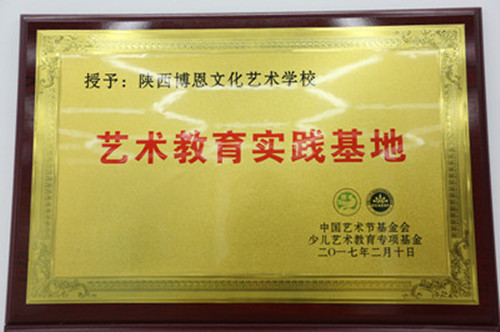 授予：陕西博恩文化艺术学校
艺术教育实践基地
中国艺术节基金会
少儿艺术教育专项基金
二〇一七年二月十日